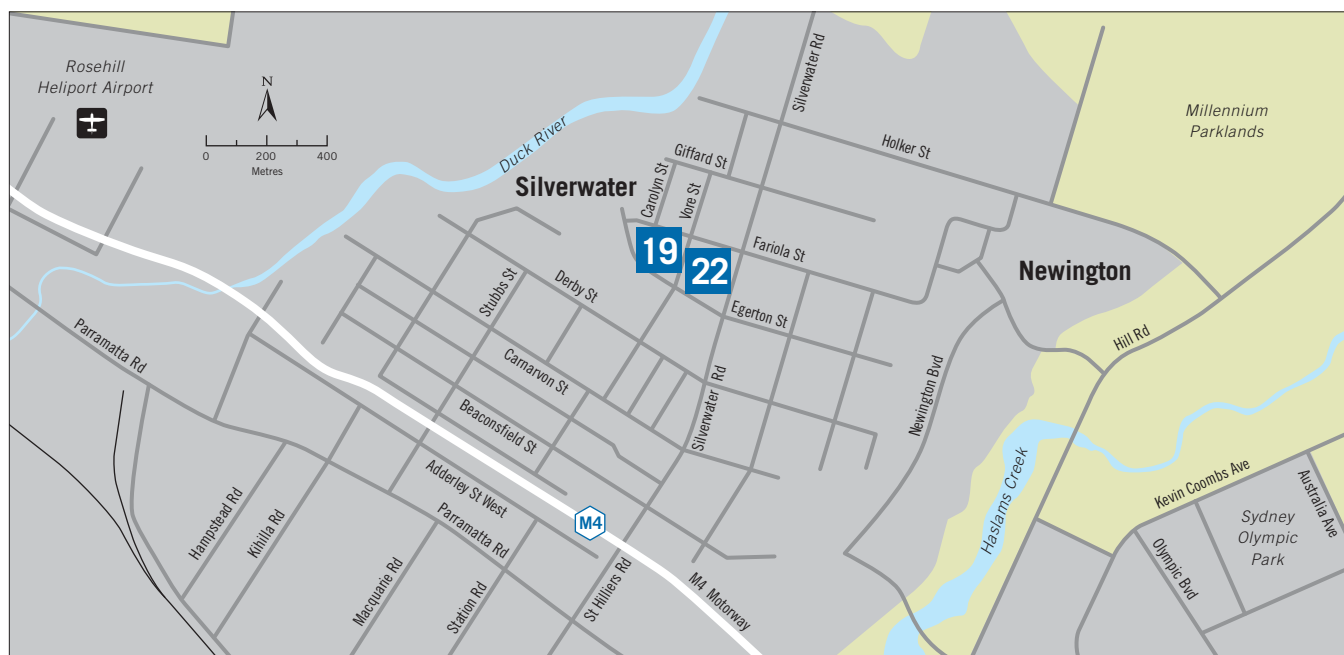 Rosehill
Heliport Airport
N
0
200
400
Metres
Duck River
Silverwater Rd
Holker St
Millennium
Parklands
Giffard St
Silverwater
Carolyn St
Vore St
19
22
Fariola St
Newington
Stubbs St
Derby St
Egerton St
Hill Rd
Parramatta Rd
Carnarvon St
Silverwater Rd
Newington Bvd
Beaconsfield St
Adderley St West
Haslams Creek
Kevin Coombs Ave
Australia Ave
Hampstead Rd
Kihilla Rd
Parramatta Rd
M4
Sydney
Olympic
Park
Olympic Bvd
Macquarie Rd
Station Rd
St Hilliers Rd
M4 Motorway